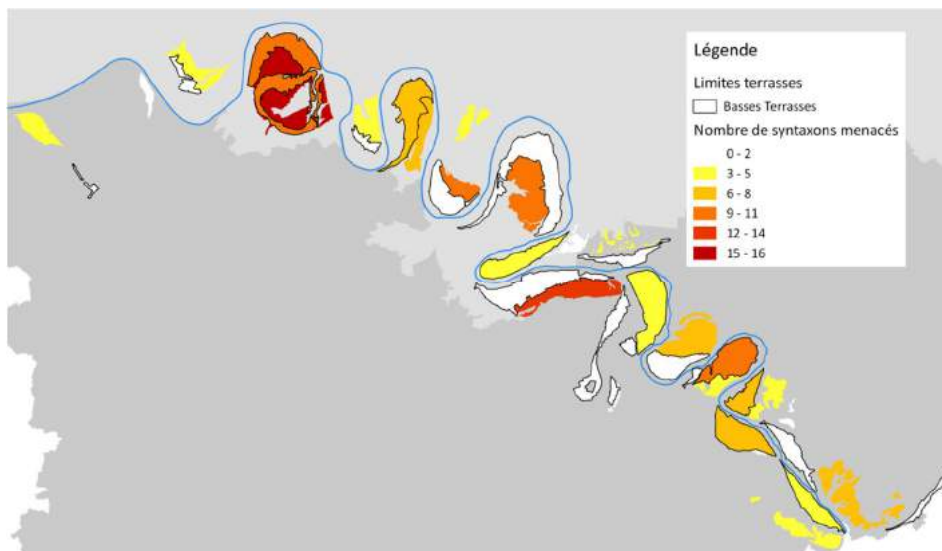 Légende
Limites terrasses
Basses Terrasses
Nombre de syntaxons menacés
0 - 2
3 - 5
6 - 8
9 - 11
12 - 14
15 - 16